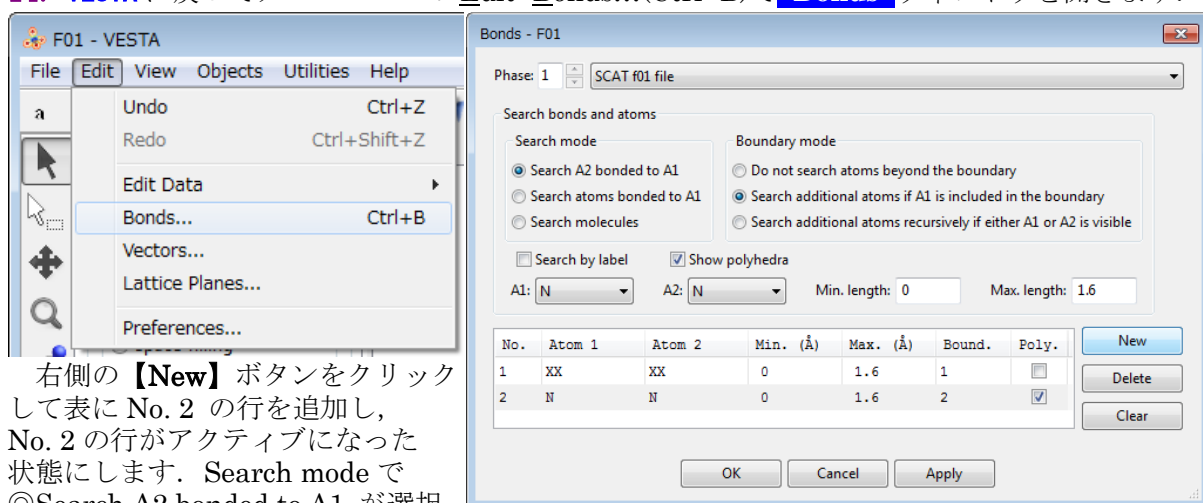 F01 - VESTA
File Edit View Objects Utilities Help
a
Undo Ctrl+Z
Redo Ctrl+Shift+Z
Edit Data
Bonds... Ctrl+B
Vectors...
Lattice Planes...
Preferences...
右側の【New】ボタンをクリック
して表に No. 2 の行を追加し,
No. 2 の行がアクティブになった
状態にします. Search mode で
Bonds - F01
Phase: 1 SCAT f01 file
Search bonds and atoms
Search mode
Search A2 bonded to A1
Search atoms bonded to A1
Search molecules
Boundary mode
Do not search atoms beyond the boundary
Search additional atoms if A1 is included in the boundary
Search additional atoms recursively if either A1 or A2 is visible
Search by label Show polyhedra
A1: N A2: N Min. length: 0 Max. length: 1.6
No. Atom 1 Atom 2 Min. (Å) Max. (Å) Bound. Poly.
1 XX XX 0 1.6 1
2 N N 0 1.6 2
New
Delete
Clear
OK Cancel Apply